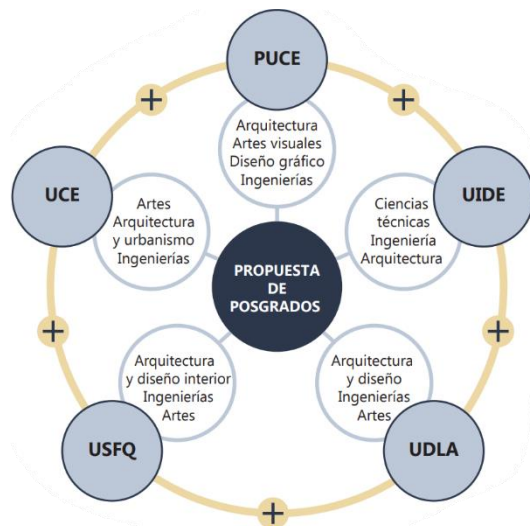 PUCE
Arquitectura
Artes visuales
Diseño gráfico
Ingenierías
+
+
UCE
Artes
Arquitectura
y urbanismo
Ingenierías
UIDE
Ciencias
técnicas
Ingeniería
Arquitectura
PROPUESTA
DE
POSGRADOS
+
+
Arquitectura
y diseño interior
Ingenierías
Artes
USFQ
Arquitectura
y diseño
Ingenierías
Artes
UDLA
+